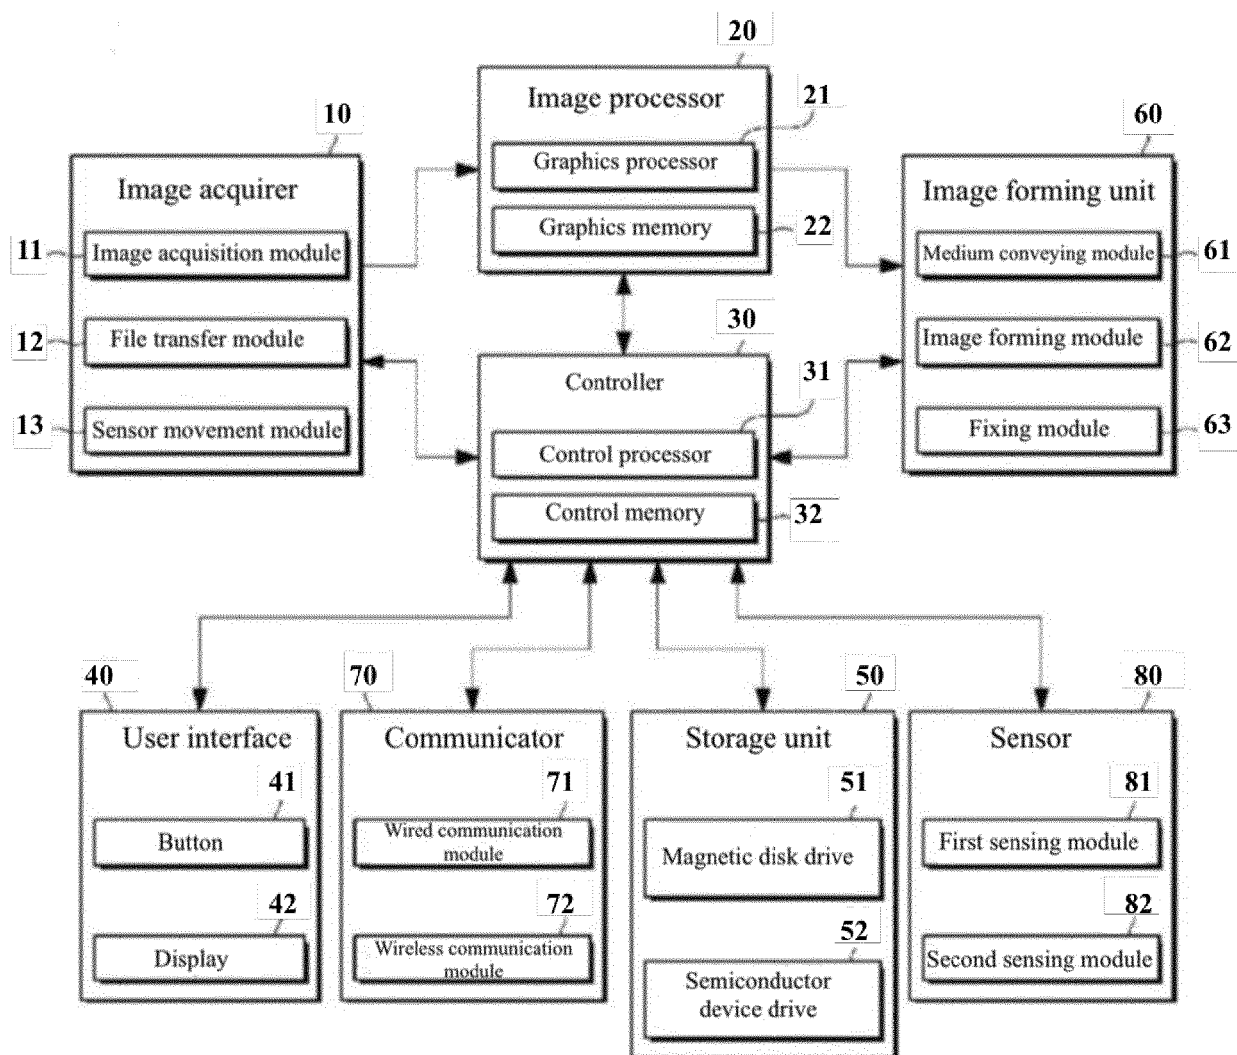 20
Image processor
21
Graphics processor
Graphics memory
22
10
Image acquirer
11
Image acquisition module
12
File transfer module
13
Sensor movement module
60
Image forming unit
Medium conveying module
61
Image forming module
62
Fixing module
63
30
Controller
31
Control processor
Control memory
32
40
User interface
41
Button
42
Display
70
Communicator
71
Wired communication
module
72
Wireless communication
module
50
Storage unit
51
Magnetic disk drive
52
Semiconductor
device drive
80
Sensor
81
First sensing module
82
Second sensing module